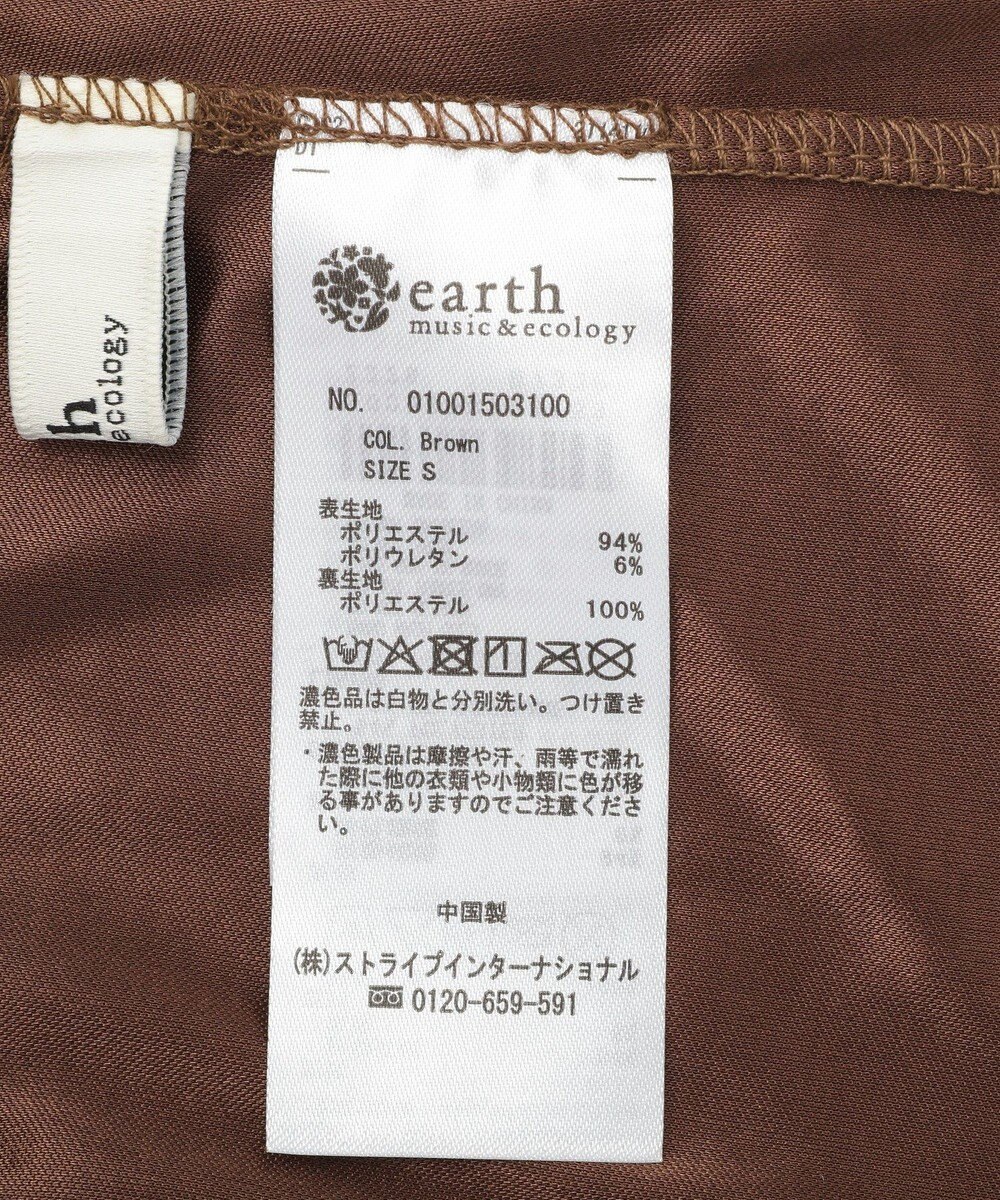 h
ecology
D1
earth
music&ecology
NO. 01001503100
COL. Brown
SIZE S
表生地
ポリエステル 94%
ポリウレタン 6%
裏生地
ポリエステル 100%
濃色品は白物と分別洗い。つけ置き
禁止。
・濃色製品は摩擦や汗、雨等で濡れ
た際に他の衣類や小物類に色が移
る事がありますのでご注意くださ
い。
中国製
(株)ストライプインターナショナル
0120-659-591